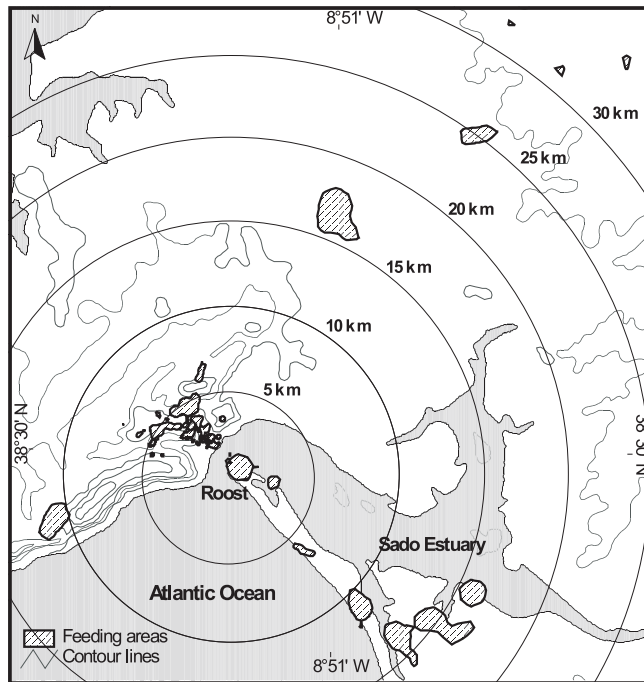 8°51' W
N
30 km
25 km
20 km
15 km
10 km
5 km
38°30' N
38°30' N
Roost
Sado Estuary
Atlantic Ocean
Feeding areas
Contour lines
8°51' W